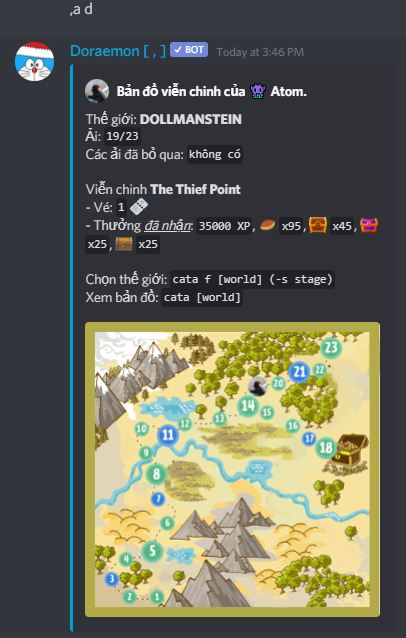 ,a d
Doraemon [ , ] ✓ BOT Today at 3:46 PM
Bản đồ viễn chinh của 👾 Atom.
Thế giới: DOLLMANSTEIN
Ải: 19/23
Các ải đã bỏ qua: không có
Viễn chinh The Thief Point
- Vé: 1
- Thưởng đã nhận: 35000 XP, x95, x45,
x25, x25
Chọn thế giới: cata f [world] (-s stage)
Xem bản đồ: cata [world]
23
21 22
20
14 15
13
12
16
17
18
10
11
9
8
7
6
5
4
3
2 1